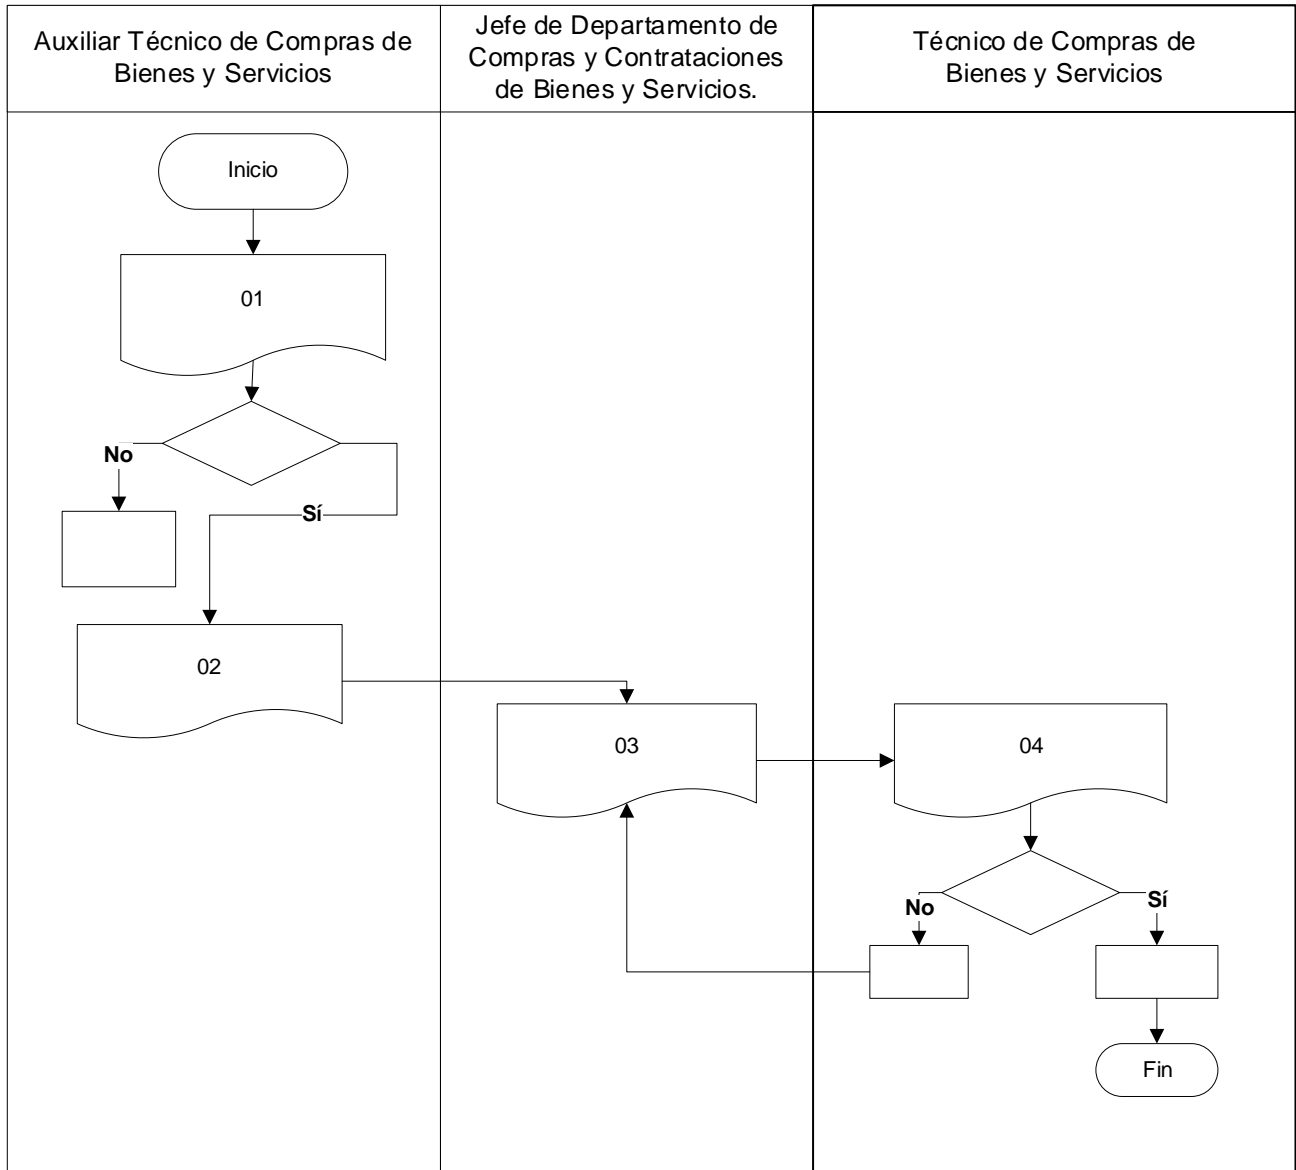 Auxiliar Técnico de Compras de
Bienes y Servicios
Jefe de Departamento de
Compras y Contrataciones
de Bienes y Servicios.
Técnico de Compras de
Bienes y Servicios
Inicio
01
No
Sí
02
03
04
No
Sí
Fin